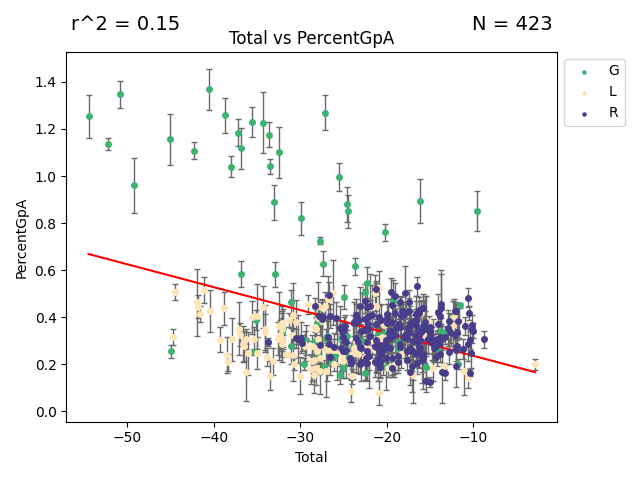 r^2 = 0.15 N = 423
Total vs PercentGpA
G
L
R
1.4
1.2
1.0
0.8
0.6
0.4
0.2
0.0
PercentGpA
−50 −40 −30 −20 −10
Total